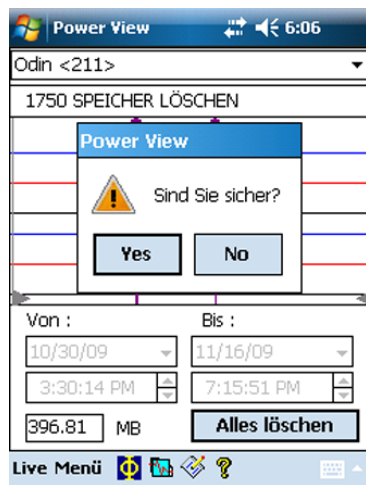 Power View 6:06
Odin <211>
1750 SPEICHER LÖSCHEN
Power View
Sind Sie sicher?
Yes No
Von : Bis :
10/30/09 11/16/09
3:30:14 PM 7:15:51 PM
396.81 MB Alles löschen
Live Menü ?